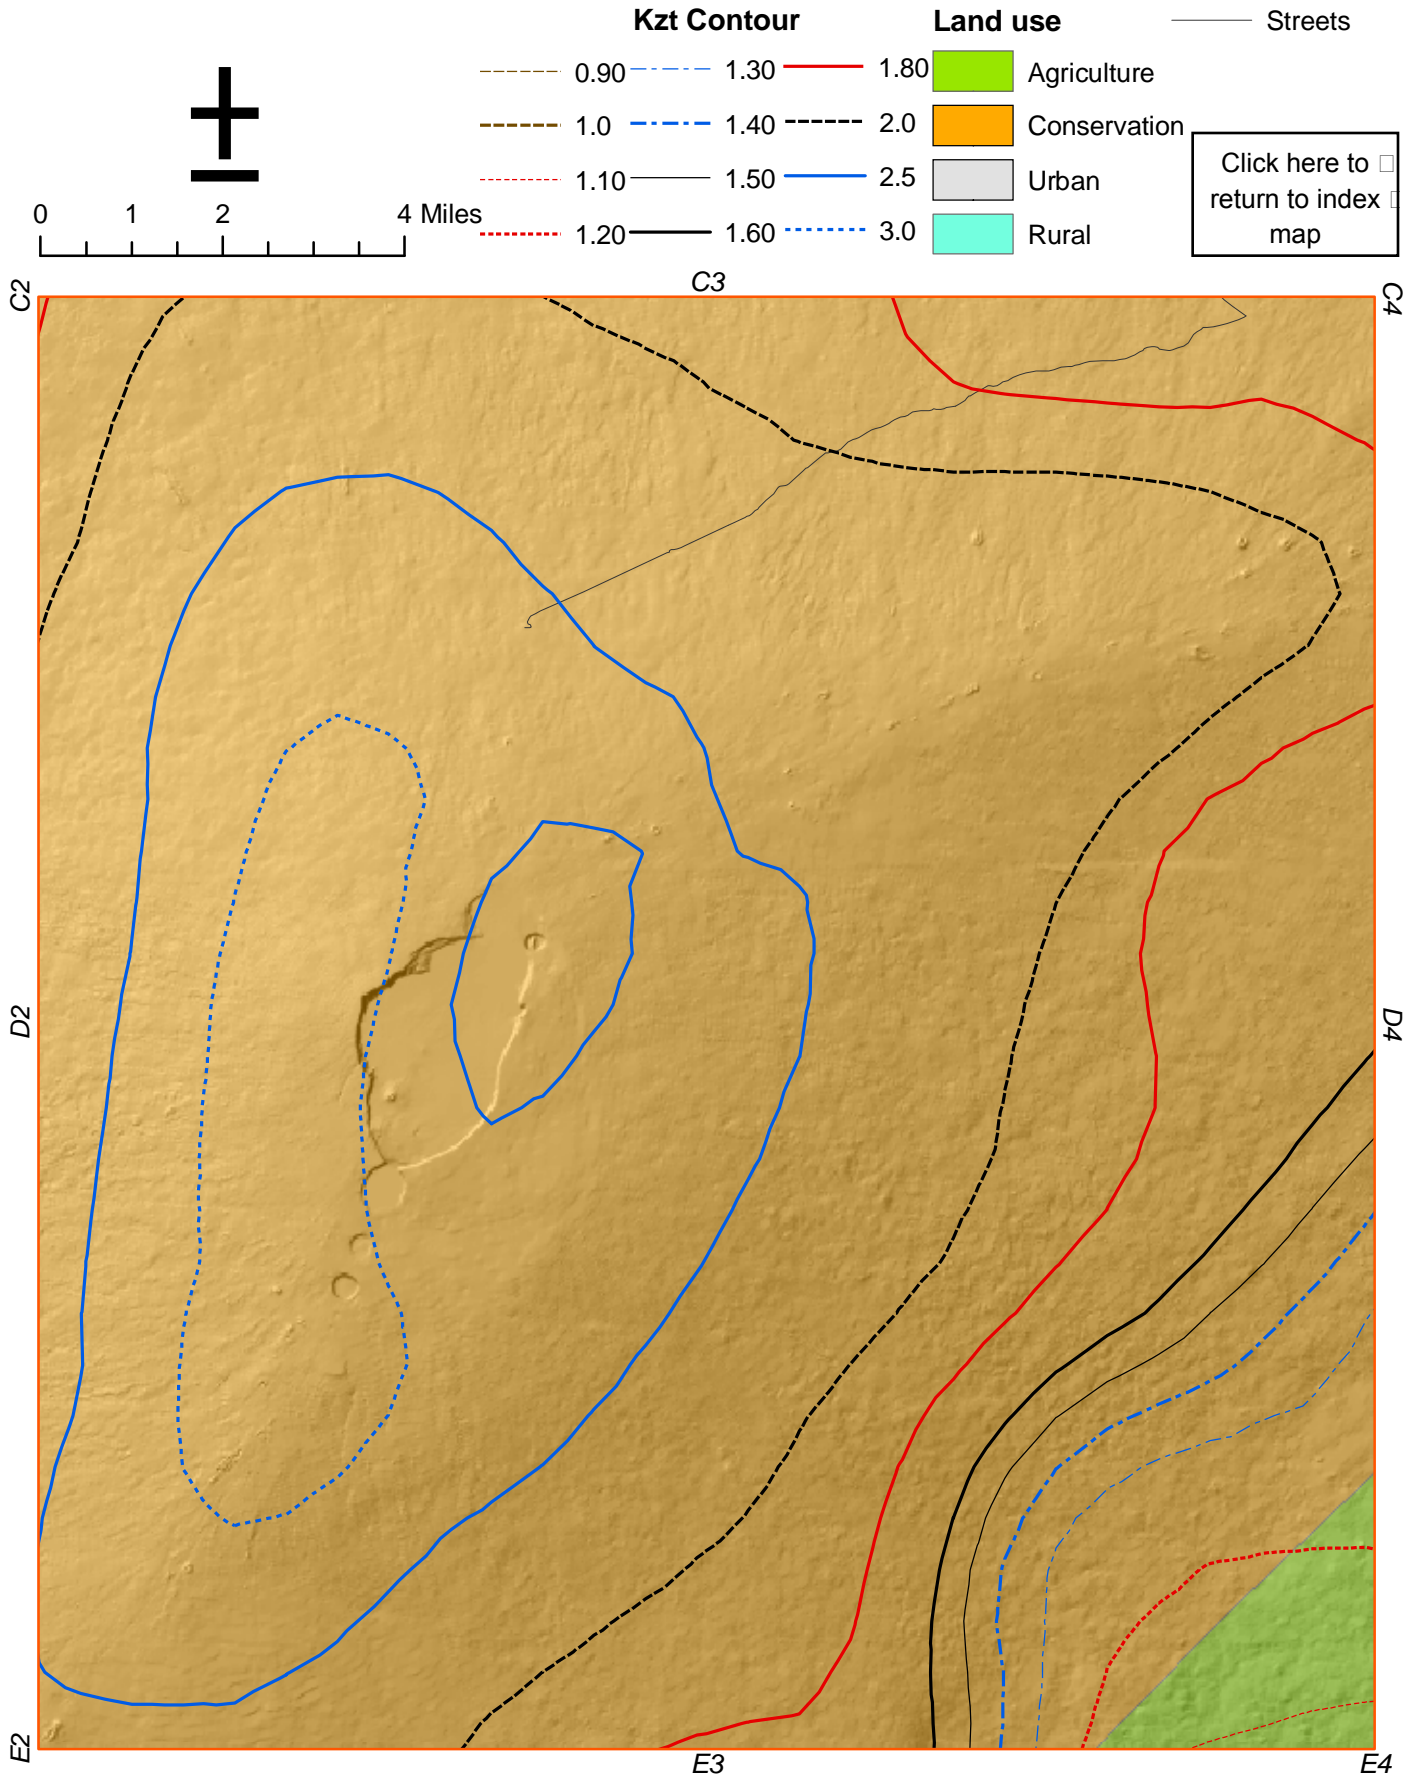 Kzt Contour Land use Streets
0.90 1.30 1.80 Agriculture
1.0 1.40 2.0 Conservation
1.10 1.50 2.5 Urban
1.20 1.60 3.0 Rural
Click here to
return to index
map
0 1 2 4 Miles
C2 C3 C4
D2 D4
E2 E3 E4